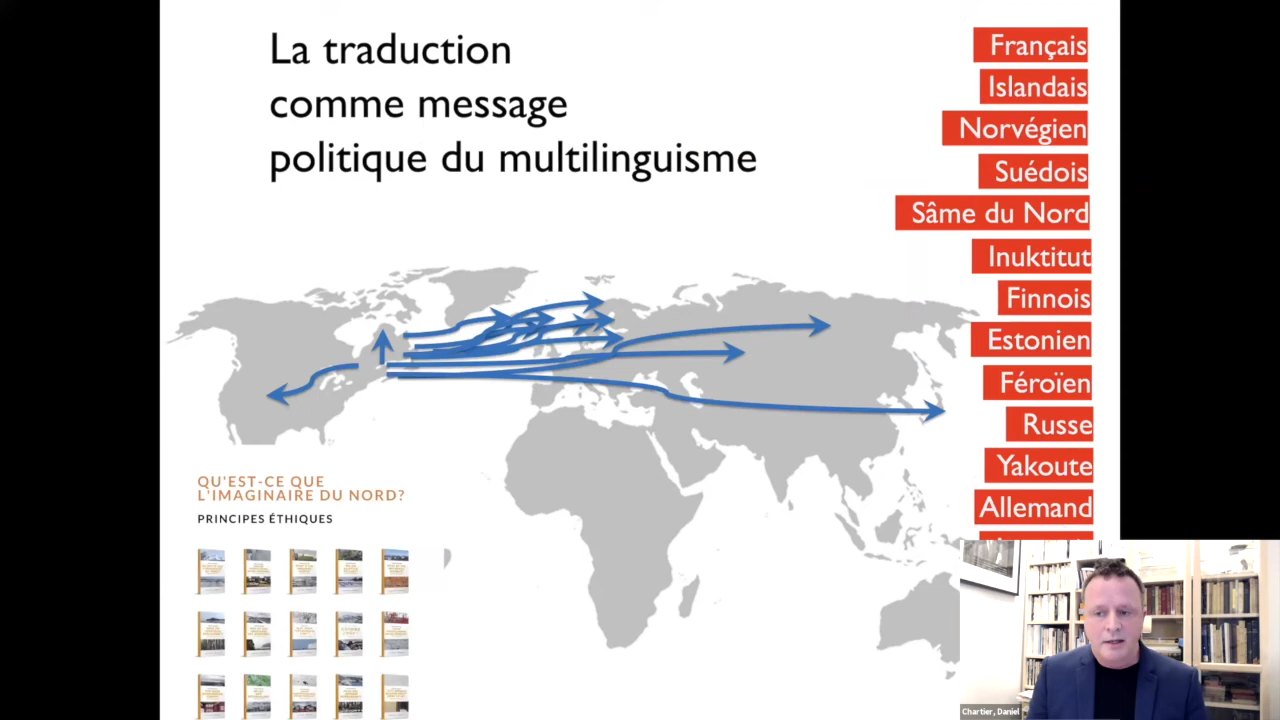 La traduction
comme message
politique du multilinguisme
Français
Islandais
Norvégien
Suédois
Sâme du Nord
Inuktitut
Finnois
Estonien
Féroïen
Russe
Yakoute
Allemand
QU'EST-CE QUE
L'IMAGINAIRE DU NORD?
PRINCIPES ÉTHIQUES
Chartier, Daniel